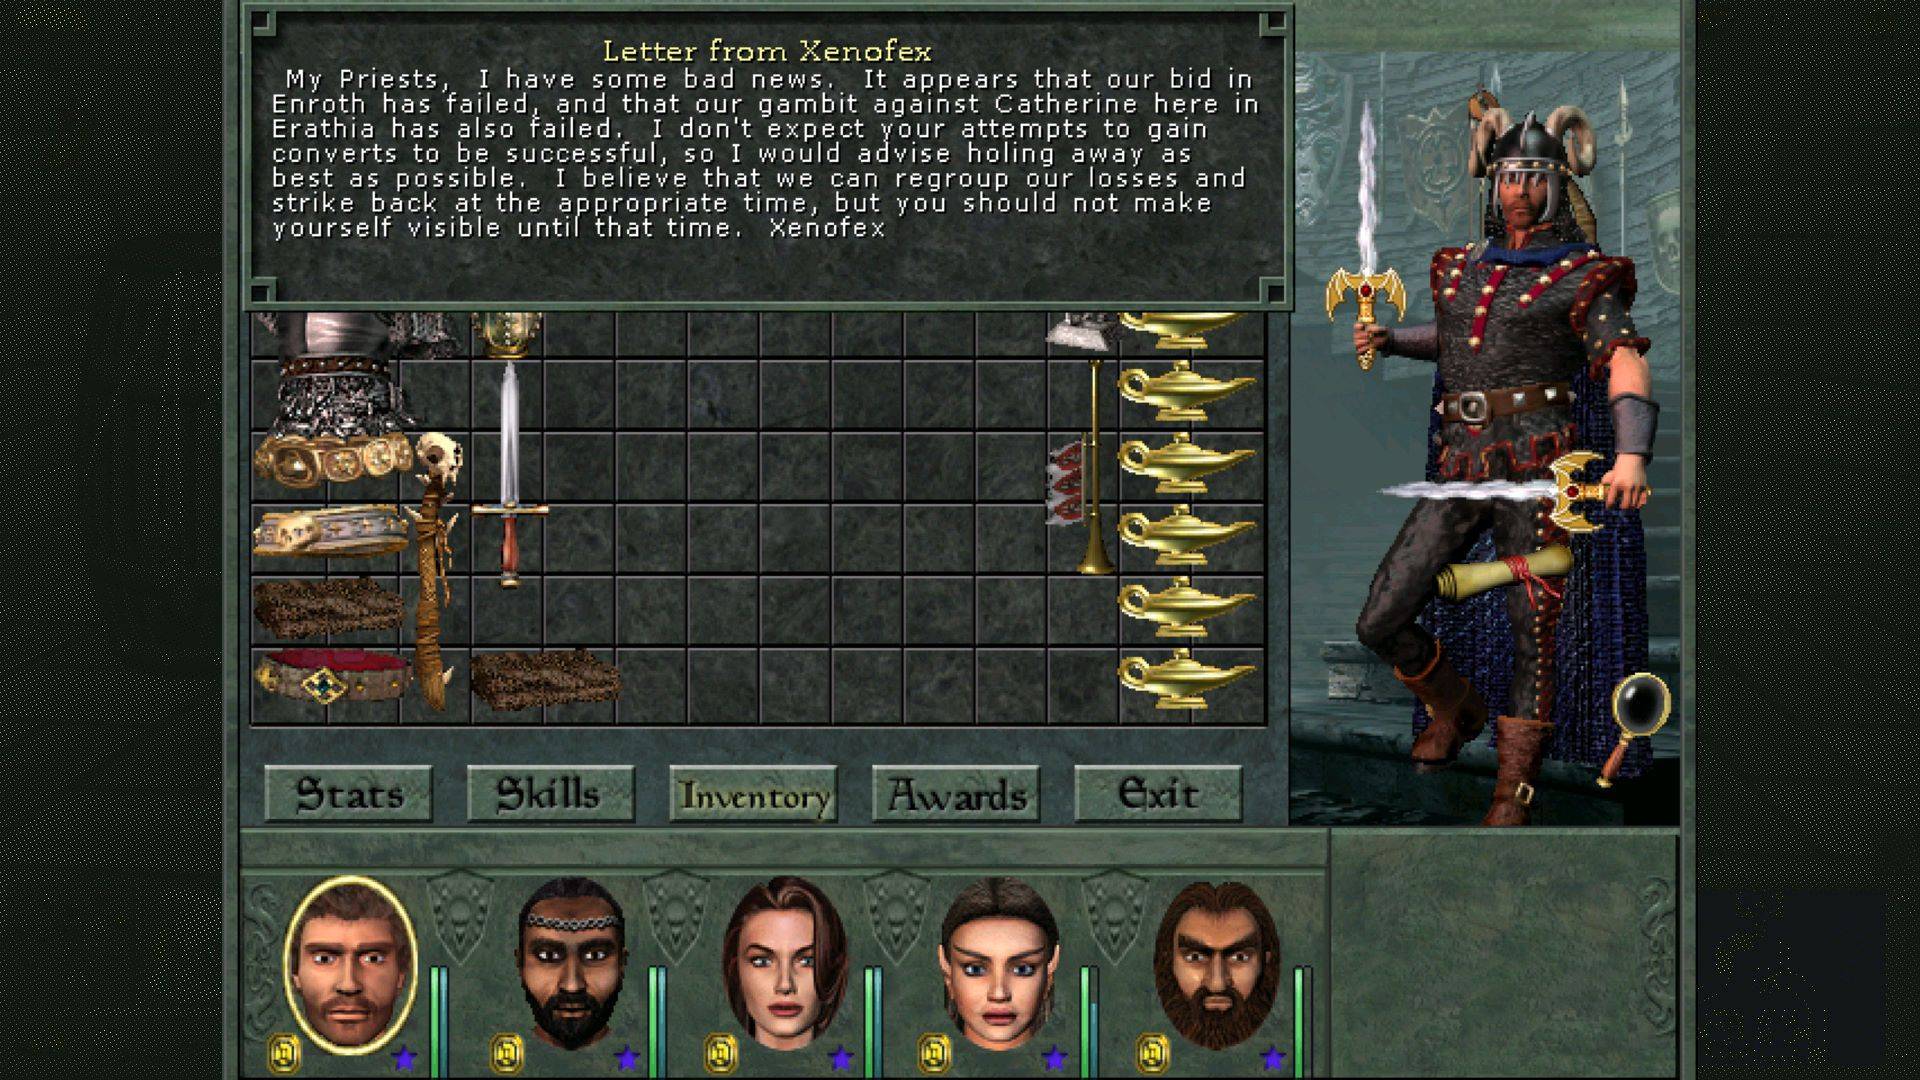 Letter from Xenofex
My Priests, I have some bad news. It appears that our bid in
Enroth has failed, and that our gambit against Catherine here in
Erathia has also failed. I don't expect your attempts to gain
converts to be successful, so I would advise holing away as
best as possible. I believe that we can regroup our losses and
strike back at the appropriate time, but you should not make
yourself visible until that time. Xenofex
Stats
Skills
Inventory
Awards
Exit